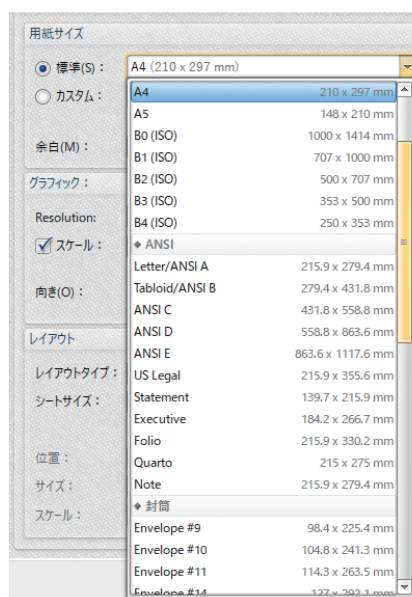 用紙サイズ
標準(S)： A4 (210 x 297 mm)
カスタム：
余白(M)：
グラフィック：
Resolution:
スケール：
向き(O)：
レイアウト
レイアウトタイプ：
シートサイズ：
位置：
サイズ：
スケール：
A4 210 x 297 mm
A5 148 x 210 mm
B0 (ISO) 1000 x 1414 mm
B1 (ISO) 707 x 1000 mm
B2 (ISO) 500 x 707 mm
B3 (ISO) 353 x 500 mm
B4 (ISO) 250 x 353 mm
◆ ANSI
Letter/ANSI A 215.9 x 279.4 mm
Tabloid/ANSI B 279.4 x 431.8 mm
ANSI C 431.8 x 558.8 mm
ANSI D 558.8 x 863.6 mm
ANSI E 863.6 x 1117.6 mm
US Legal 215.9 x 355.6 mm
Statement 139.7 x 215.9 mm
Executive 184.2 x 266.7 mm
Folio 215.9 x 330.2 mm
Quarto 215 x 275 mm
Note 215.9 x 279.4 mm
◆ 封筒
Envelope #9 98.4 x 225.4 mm
Envelope #10 104.8 x 241.3 mm
Envelope #11 114.3 x 263.5 mm
Envelope #14 127 x 292.1 mm